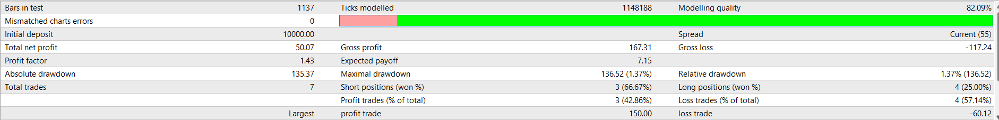 Bars in test 1137 Ticks modelled 1148188 Modelling quality 82.09%
Mismatched charts errors 0
Initial deposit 10000.00 Spread Current (55)
Total net profit 50.07 Gross profit 167.31 Gross loss -117.24
Profit factor 1.43 Expected payoff 7.15
Absolute drawdown 135.37 Maximal drawdown 136.52 (1.37%) Relative drawdown 1.37% (136.52)
Total trades 7 Short positions (won %) 3 (66.67%) Long positions (won %) 4 (25.00%)
Profit trades (% of total) 3 (42.86%) Loss trades (% of total) 4 (57.14%)
Largest profit trade 150.00 loss trade -60.12